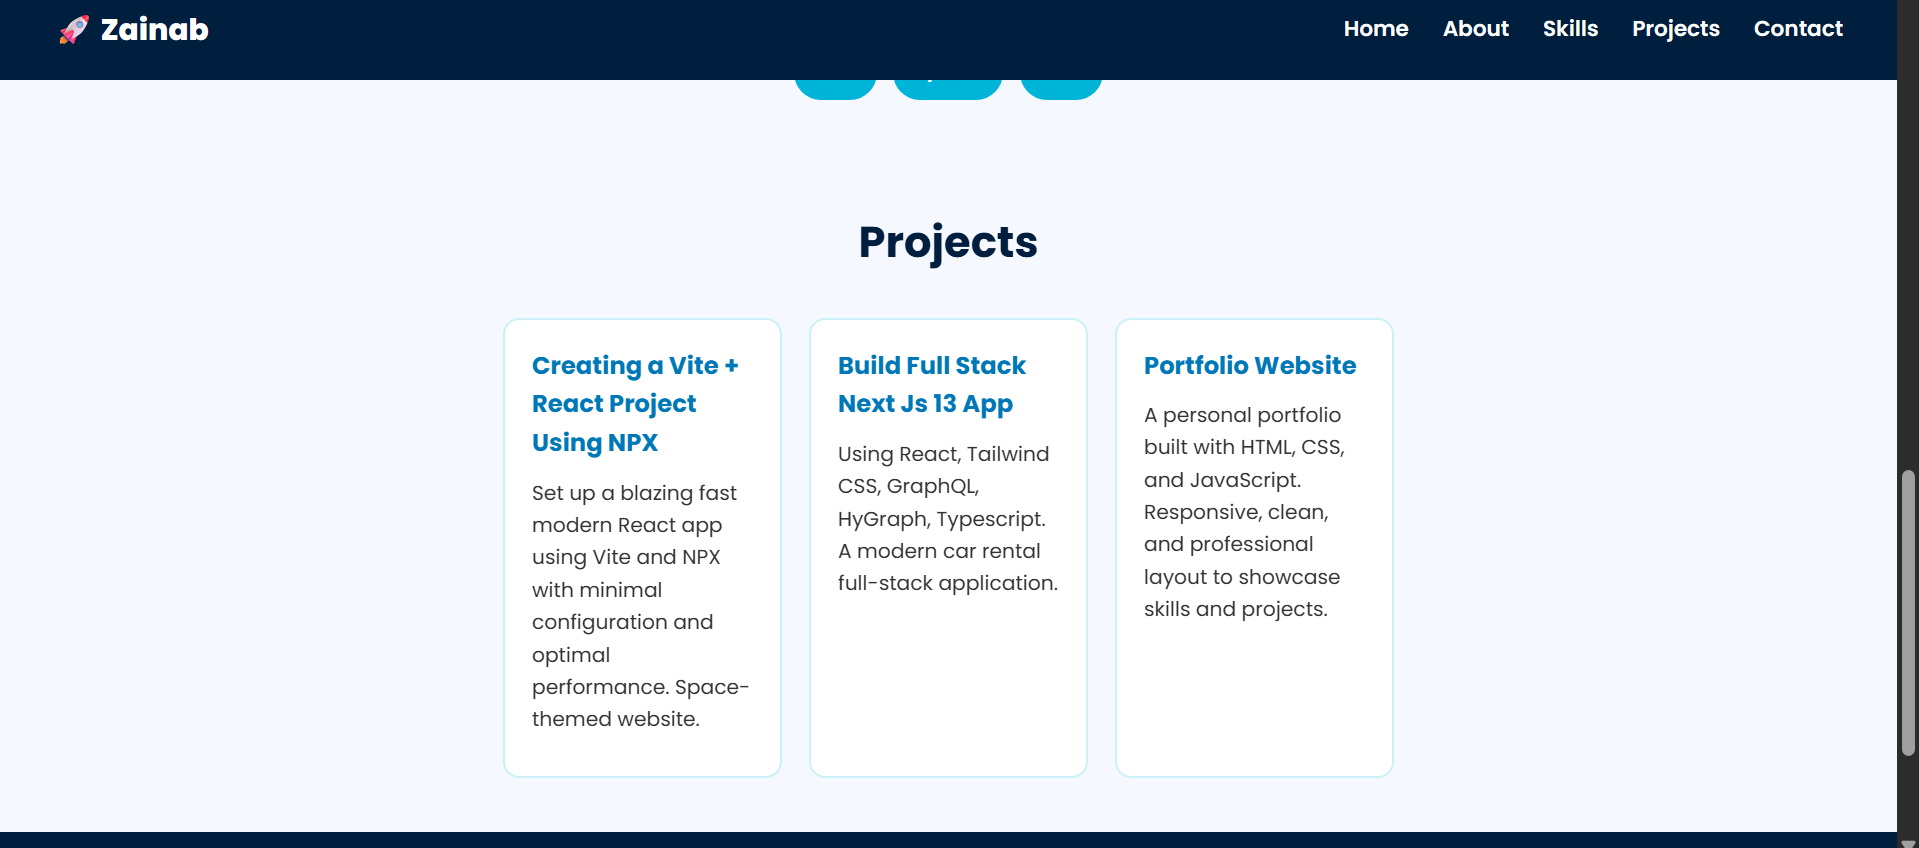 🚀 Zainab
Home About Skills Projects Contact
Projects
Creating a Vite +
React Project
Using NPX
Set up a blazing fast
modern React app
using Vite and NPX
with minimal
configuration and
optimal
performance. Space-
themed website.
Build Full Stack
Next Js 13 App
Using React, Tailwind
CSS, GraphQL,
HyGraph, Typescript.
A modern car rental
full-stack application.
Portfolio Website
A personal portfolio
built with HTML, CSS,
and JavaScript.
Responsive, clean,
and professional
layout to showcase
skills and projects.